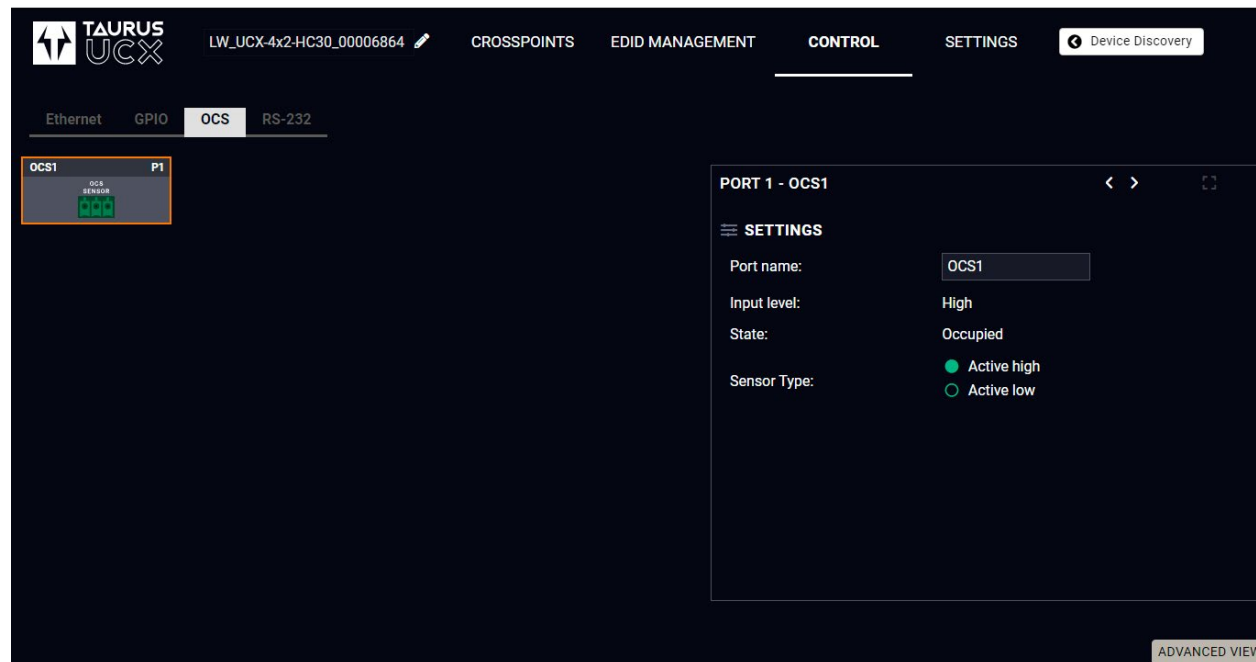 TAURUS
UCX
LW_UCX-4x2-HC30_00006864
CROSSPOINTS
EDID MANAGEMENT
CONTROL
SETTINGS
Device Discovery
Ethernet
GPIO
OCS
RS-232
OCS1 P1
OCS
SENSOR
PORT 1 - OCS1
SETTINGS
Port name: OCS1
Input level: High
State: Occupied
Sensor Type:
Active high
Active low
ADVANCED VIEW